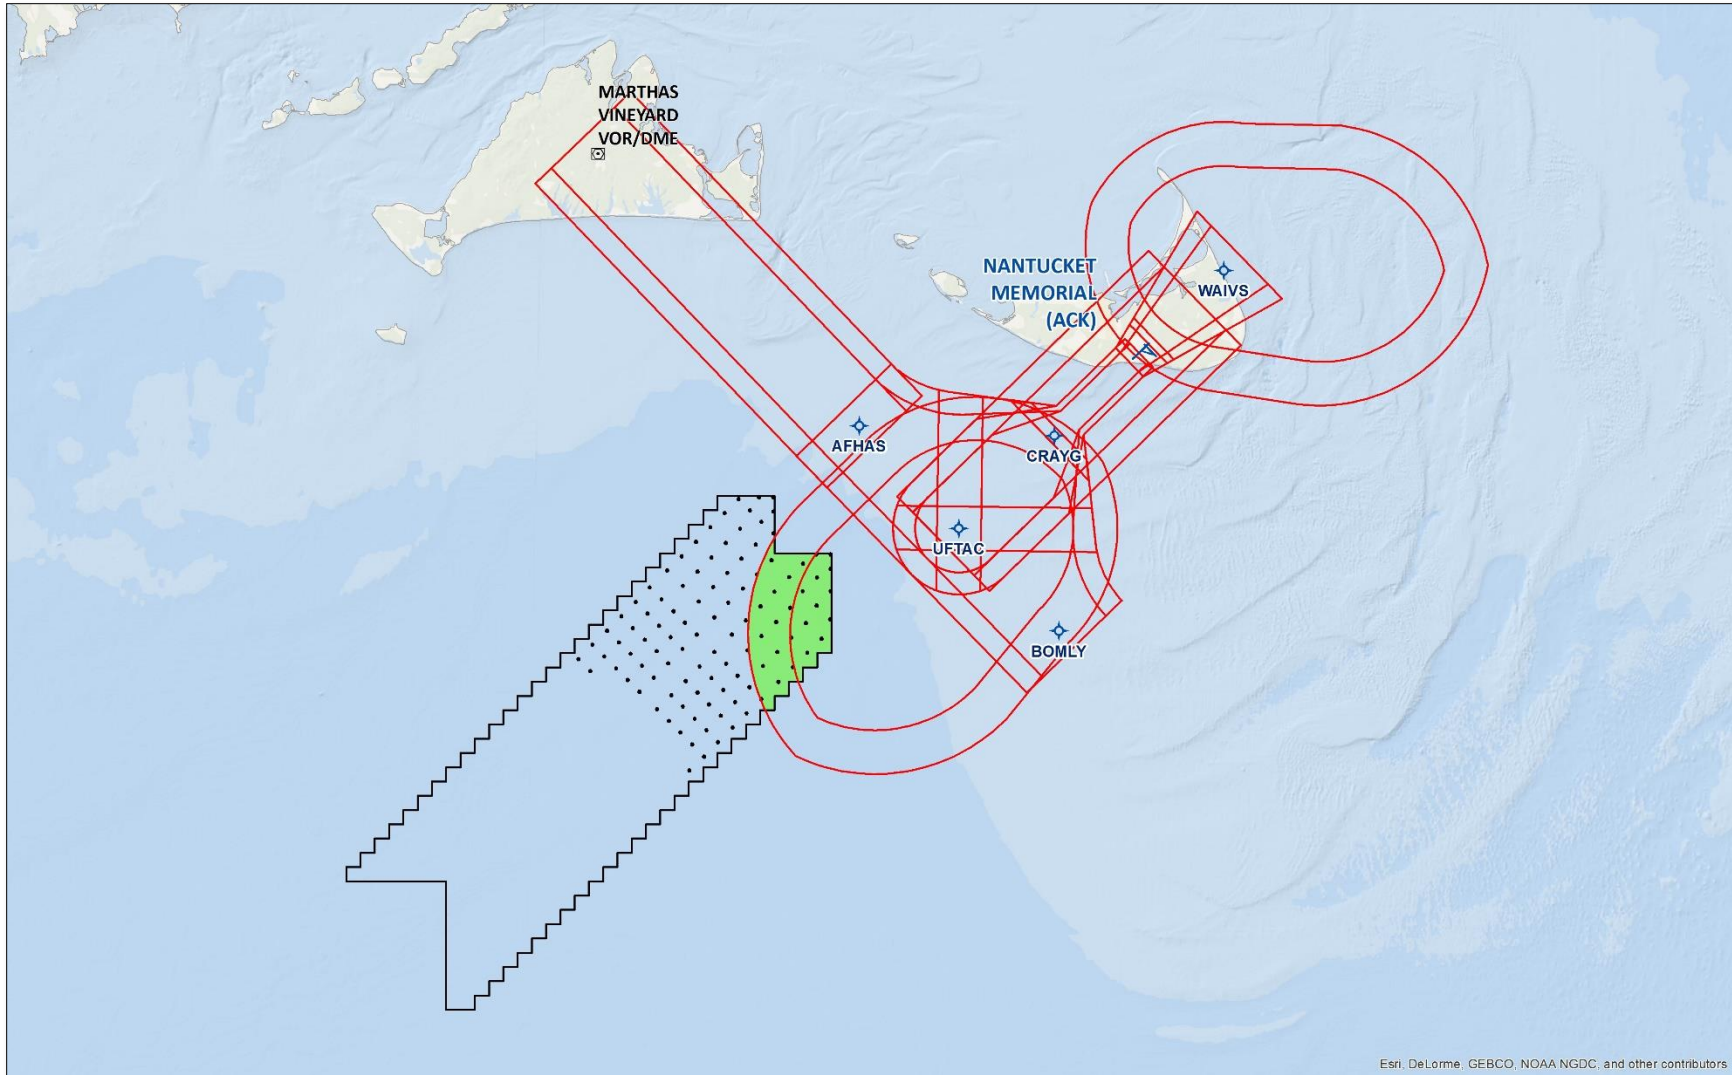 MARTHAS
VINEYARD
VOR/DME
NANTUCKET
MEMORIAL
(ACK)
WAIVS
AFHAS
CRAYG
UFTAC
BOMLY
Esri, DeLorme, GEBCO, NOAA NGDC, and other contributors